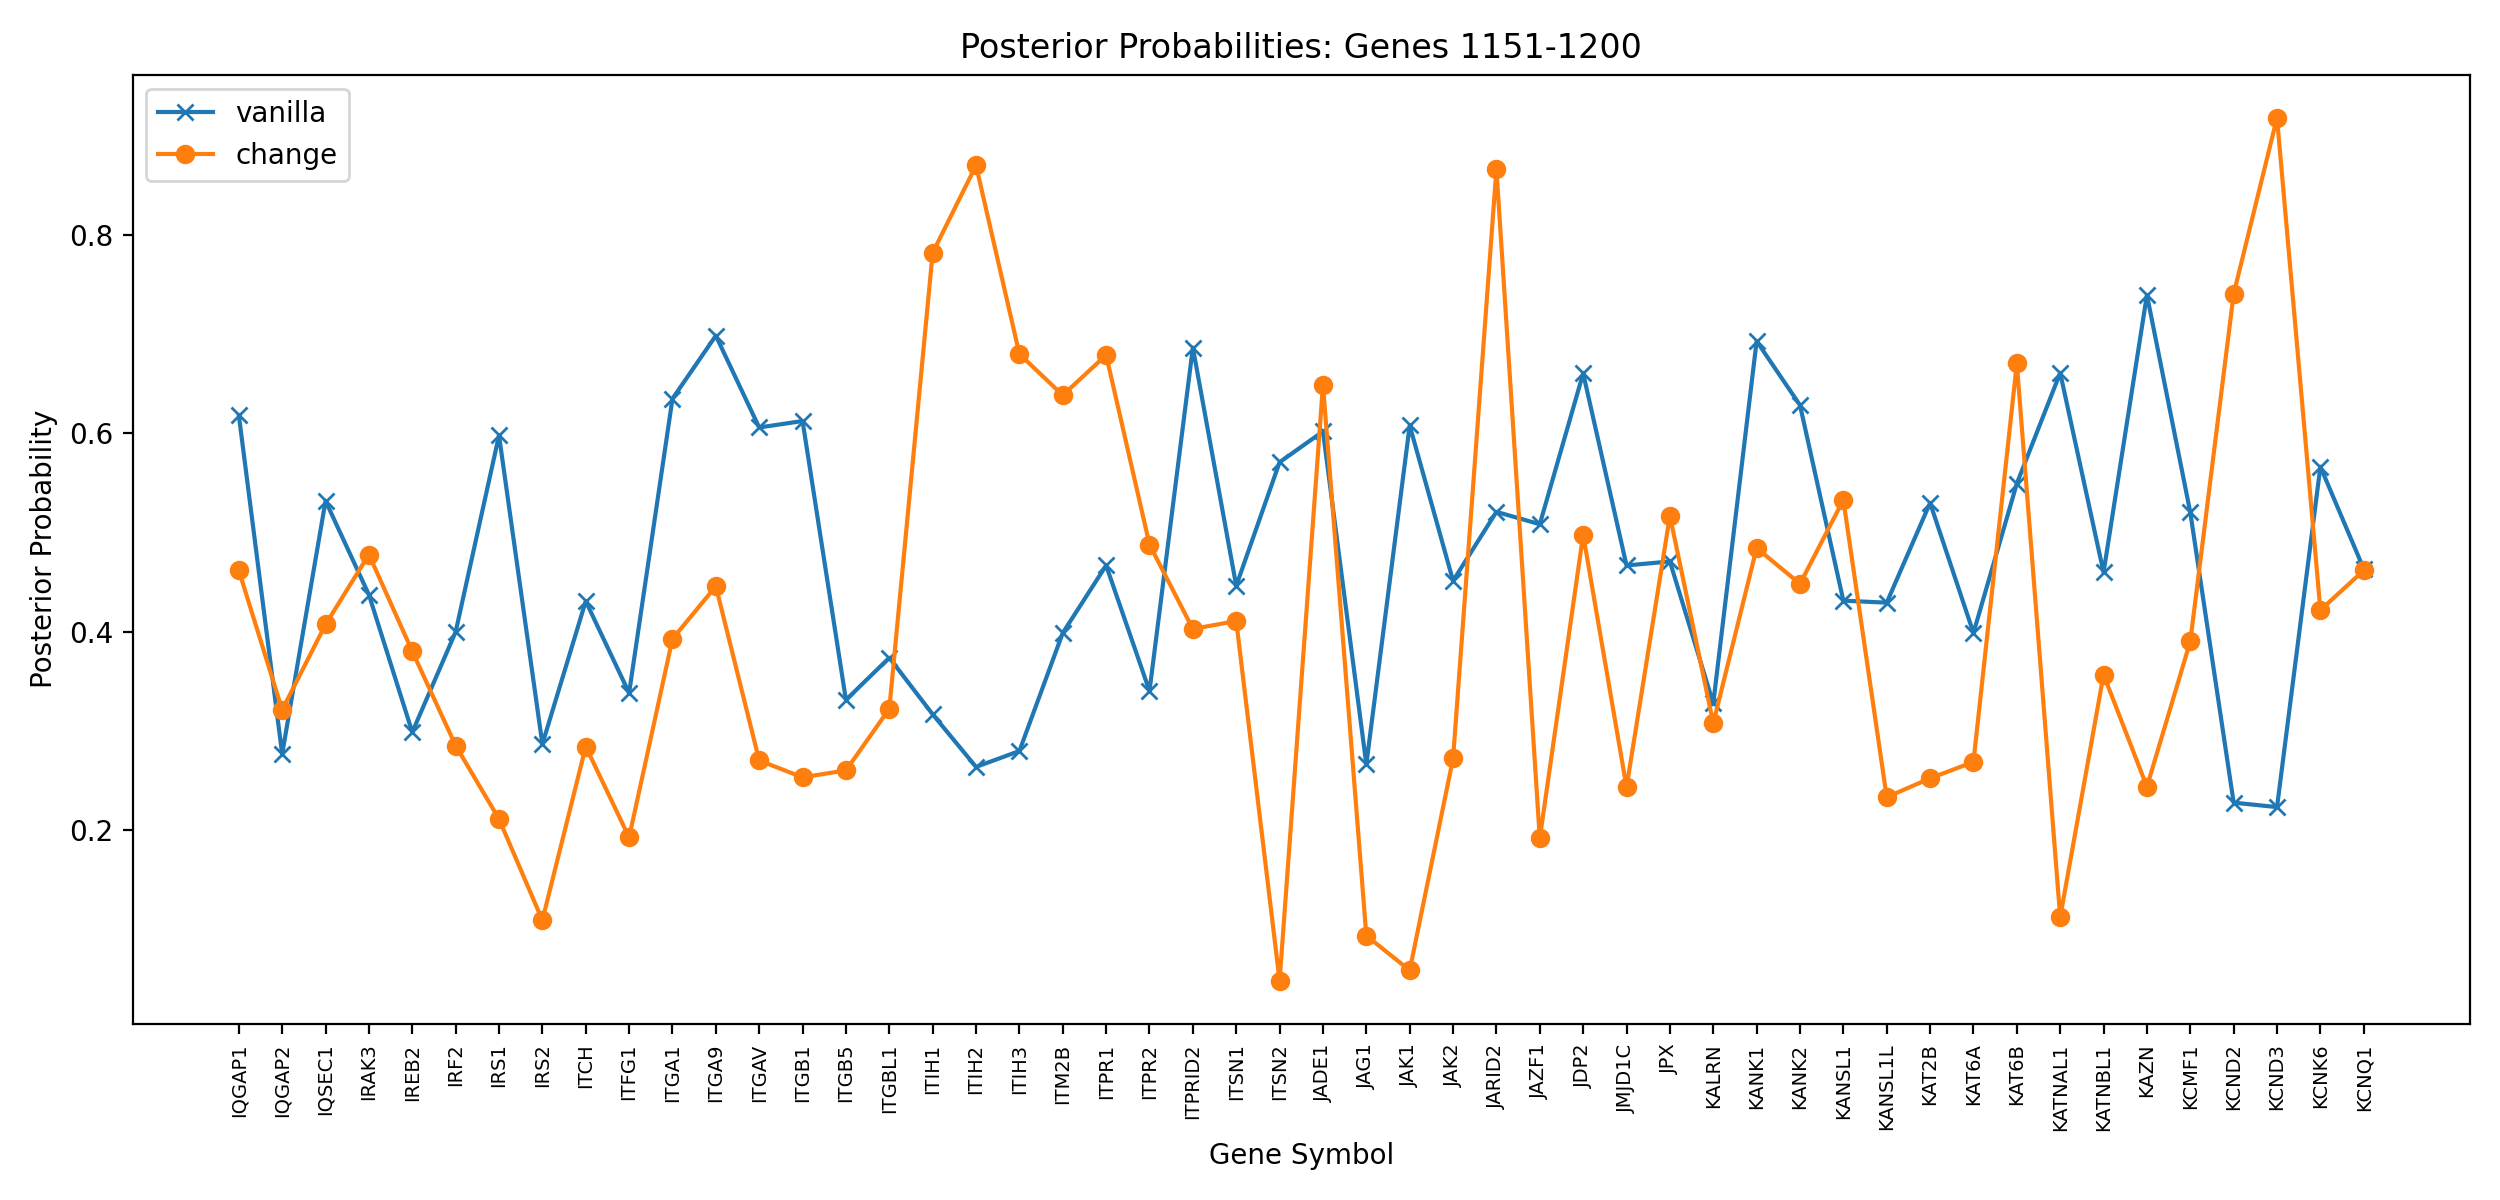 Posterior Probabilities: Genes 1151-1200
vanilla
change
Posterior Probability
0.8
0.6
0.4
0.2
IQGAP1
IQGAP2
IQSEC1
IRAK3
IREB2
IRF2
IRS1
IRS2
ITCH
ITFG1
ITGA1
ITGA9
ITGAV
ITGB1
ITGB5
ITGBL1
ITIH1
ITIH2
ITIH3
ITM2B
ITPR1
ITPR2
ITPRID2
ITSN1
ITSN2
JADE1
JAG1
JAK1
JAK2
JARID2
JAZF1
JDP2
JMJD1C
JPX
KALRN
KANK1
KANK2
KANSL1
KANSL1L
KAT2B
KAT6A
KAT6B
KATNAL1
KATNBL1
KAZN
KCMF1
KCND2
KCND3
KCNK6
KCNQ1
Gene Symbol